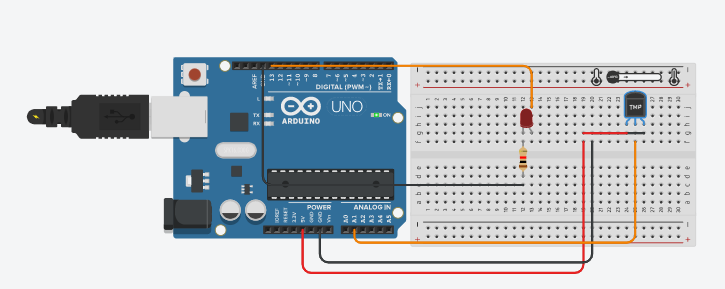 AREF
GND
13
12
~11
~10
~9
8
7
~6
~5
4
~3
2
TX→1
RX←0
DIGITAL (PWM~)
L
TX
RX
UNO
ARDUINO
ON
TMP
IOREF
RESET
3.3V
5V
GND
GND
Vin
POWER
ANALOG IN
A0
A1
A2
A3
A4
A5